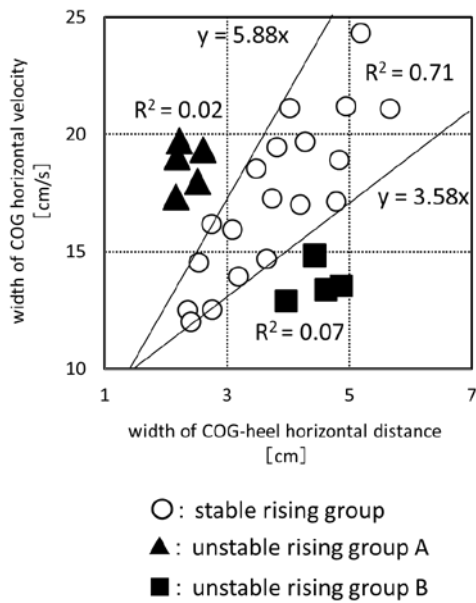 25
y = 5.88x
R² = 0.71
R² = 0.02
20
y = 3.58x
width of COG horizontal velocity
[cm/s]
15
R² = 0.07
10
1 3 5 7
width of COG-heel horizontal distance
[cm]
○ : stable rising group
▲ : unstable rising group A
■ : unstable rising group B